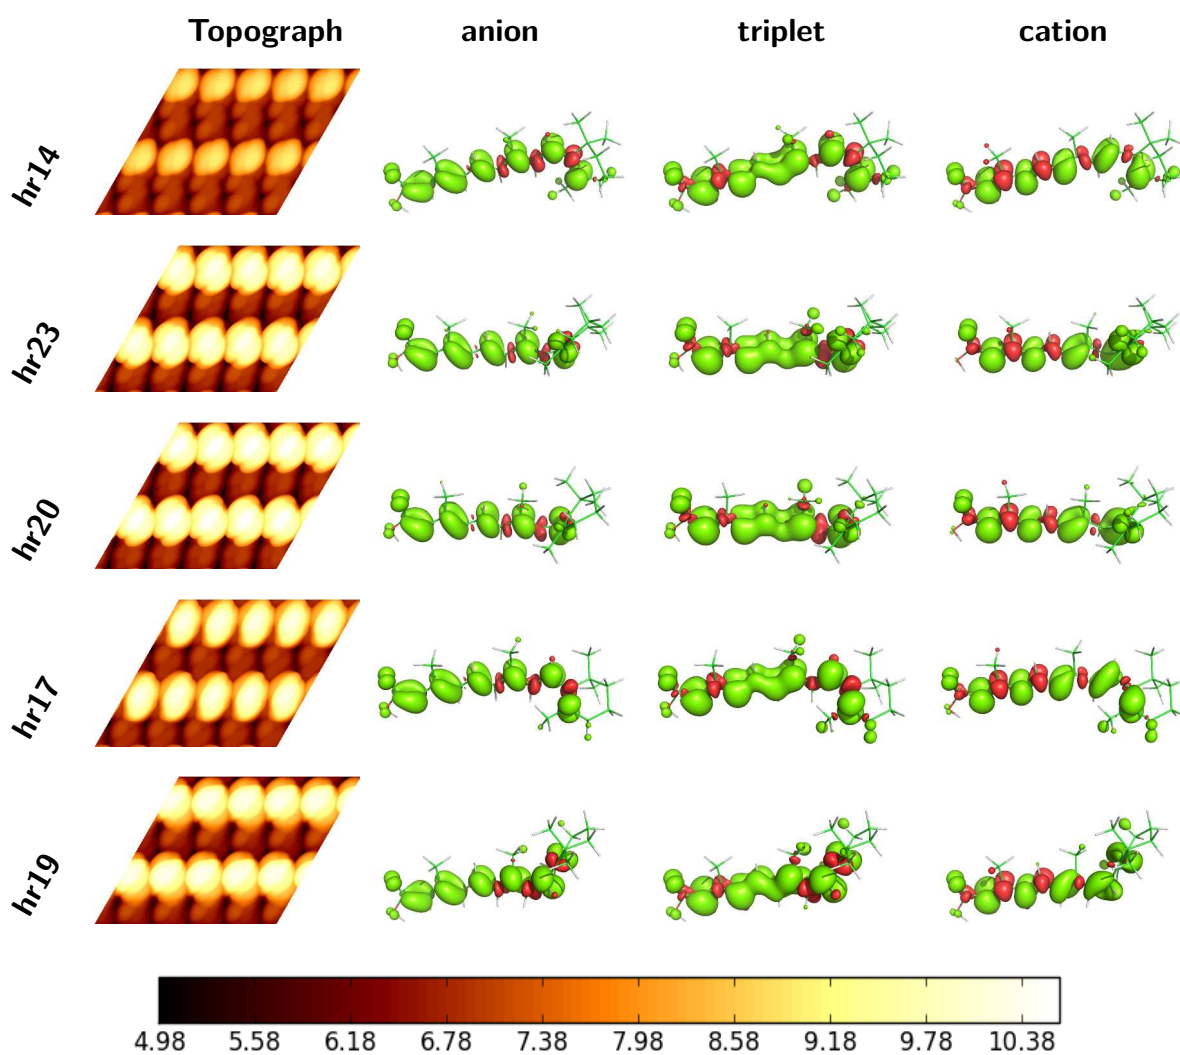 Topograph anion triplet cation
hr14
hr23
hr20
hr17
hr19
4.98 5.58 6.18 6.78 7.38 7.98 8.58 9.18 9.78 10.38